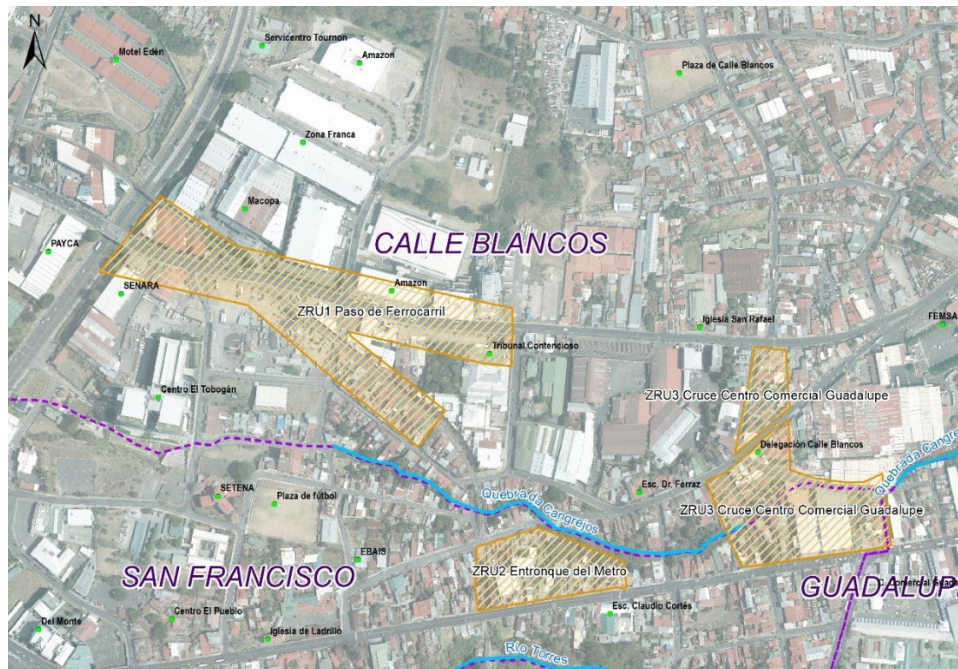 N
Motel Edén
Servicentro Tournon
Amazon
Plaza de Calle Blancos
Zona Franca
Macopa
PAYCA
CALLE BLANCOS
SENARA
Amazon
ZRU1 Paso de Ferrocarril
Iglesia San Rafael
FEMSA
Tribunal Contencioso
Centro El Tobogán
ZRU3 Cruce Centro Comercial Guadalupe
Delegación Calle Blancos
Quebrada Cangrejos
SETENA
Plaza de fútbol
Quebrada Cangrejos
Esc. Dr. Ferraz
ZRU3 Cruce Centro Comercial Guadalupe
EBAIS
SAN FRANCISCO
ZRU2 Entronque del Metro
GUADALUPE
Centro El Pueblo
Esc. Claudio Cortés
Del Monte
Iglesia de Ladrillo
Río Torres